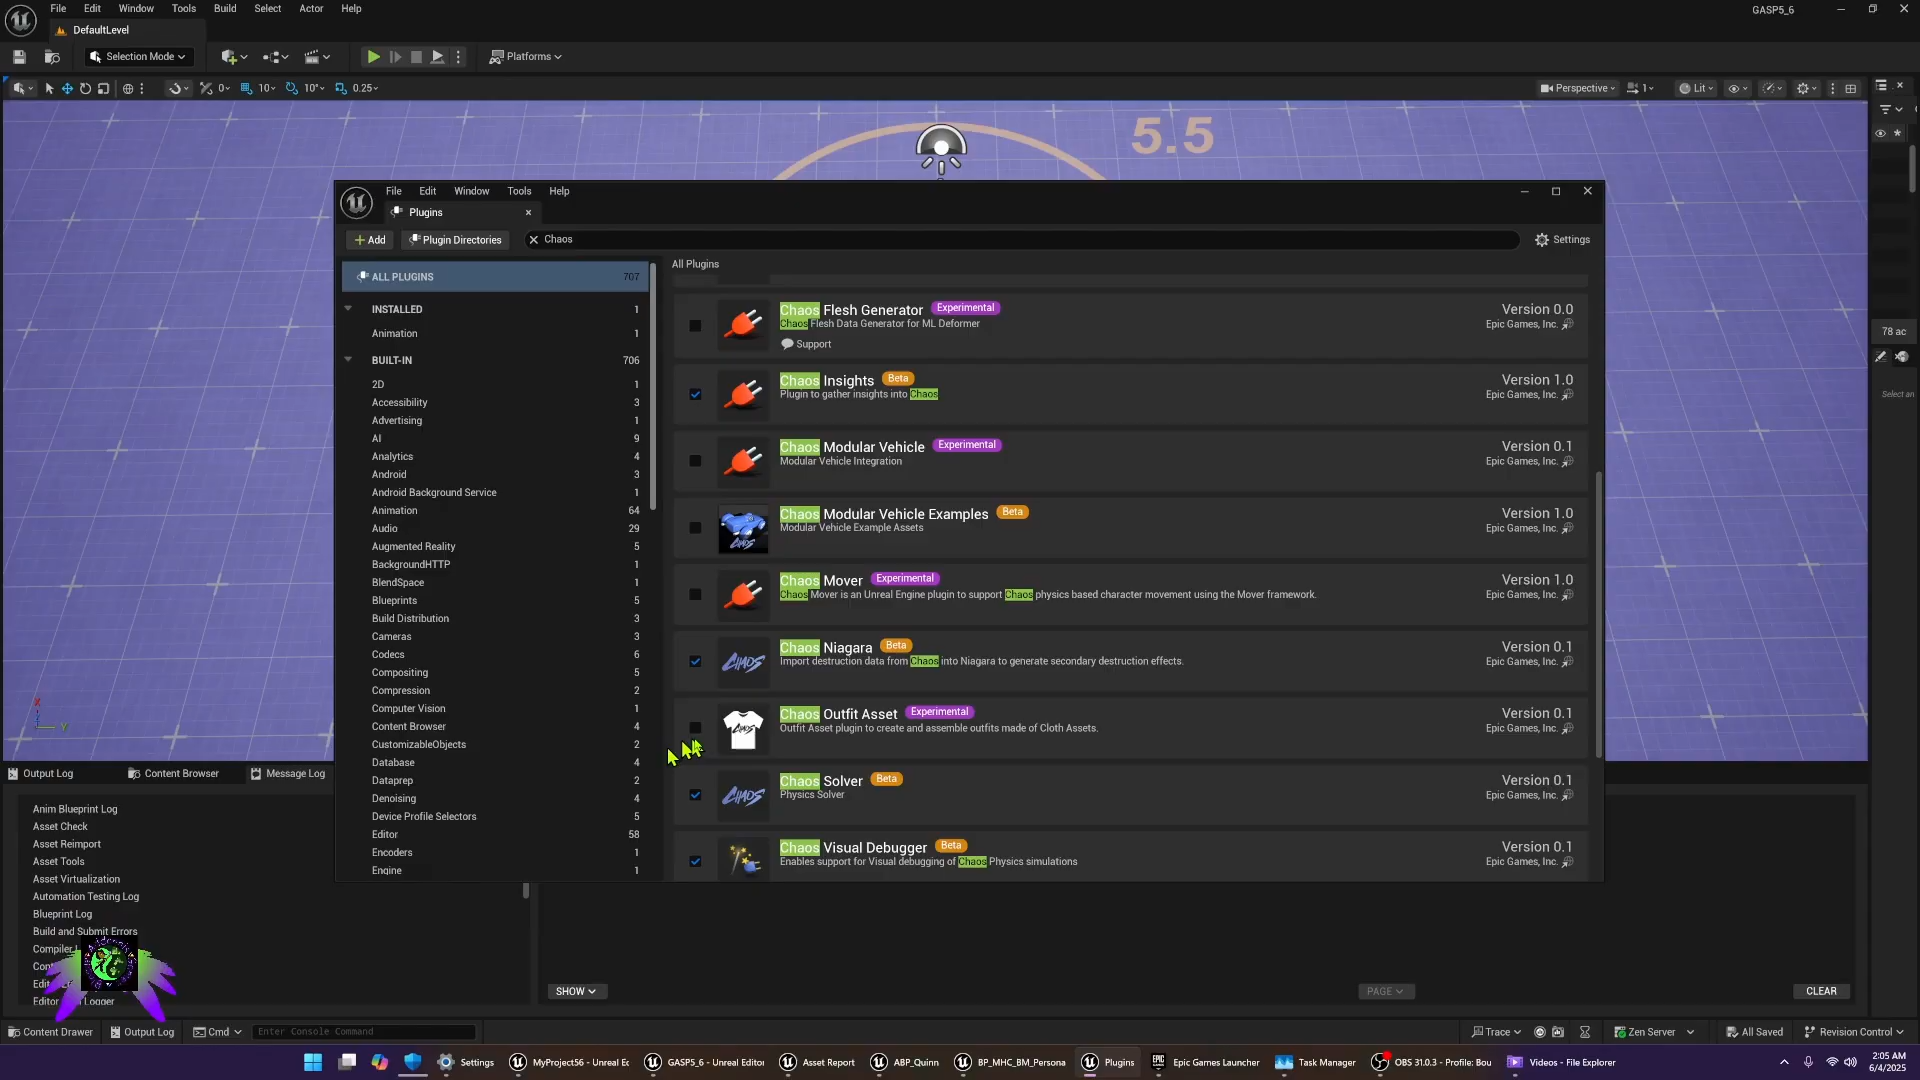 File Edit Window Tools Build Select Actor Help
GASP5_6
DefaultLevel
Selection Mode
Platforms
0 10 10° 0.25
Perspective 1 Lit
5.5
File Edit Window Tools Help
Plugins
Add Plugin Directories Chaos Settings
ALL PLUGINS 707
INSTALLED 1
Animation 1
BUILT-IN 706
2D 1
Accessibility 3
Advertising 1
AI 9
Analytics 4
Android 3
Android Background Service 1
Animation 64
Audio 29
Augmented Reality 5
BackgroundHTTP 1
BlendSpace 1
Blueprints 5
Build Distribution 3
Cameras 3
Codecs 6
Compositing 5
Compression 2
Computer Vision 1
Content Browser 4
CustomizableObjects 2
Database 4
Dataprep 2
Denoising 4
Device Profile Selectors 5
Editor 58
Encoders 1
Engine 1
All Plugins
Chaos Flesh Generator Experimental Version 0.0
Chaos Flesh Data Generator for ML Deformer Epic Games, Inc.
Support
Chaos Insights Beta Version 1.0
Plugin to gather insights into Chaos Epic Games, Inc.
Chaos Modular Vehicle Experimental Version 0.1
Modular Vehicle Integration Epic Games, Inc.
Chaos Modular Vehicle Examples Beta Version 1.0
Modular Vehicle Example Assets Epic Games, Inc.
Chaos Mover Experimental Version 1.0
Chaos Mover is an Unreal Engine plugin to support Chaos physics based character movement using the Mover framework. Epic Games, Inc.
Chaos Niagara Beta Version 0.1
Import destruction data from Chaos into Niagara to generate secondary destruction effects. Epic Games, Inc.
Chaos Outfit Asset Experimental Version 0.1
Outfit Asset plugin to create and assemble outfits made of Cloth Assets. Epic Games, Inc.
Chaos Solver Beta Version 0.1
Physics Solver Epic Games, Inc.
Chaos Visual Debugger Beta Version 0.1
Enables support for Visual debugging of Chaos Physics simulations Epic Games, Inc.
78 ac
Select an
Output Log Content Browser Message Log
Anim Blueprint Log
Asset Check
Asset Reimport
Asset Tools
Asset Virtualization
Automation Testing Log
Blueprint Log
Build and Submit Errors
Compiler
SHOW PAGE CLEAR
Content Drawer Output Log Cmd Enter Console Command Trace Zen Server All Saved Revision Control
Settings MyProject56 - Unreal Ec GASP5_6 - Unreal Editor Asset Report ABP_Quinn BP_MHC_BM_Persona Plugins Epic Games Launcher Task Manager OBS 31.0.3 - Profile: Bou Videos - File Explorer
2:05 AM
6/4/2025